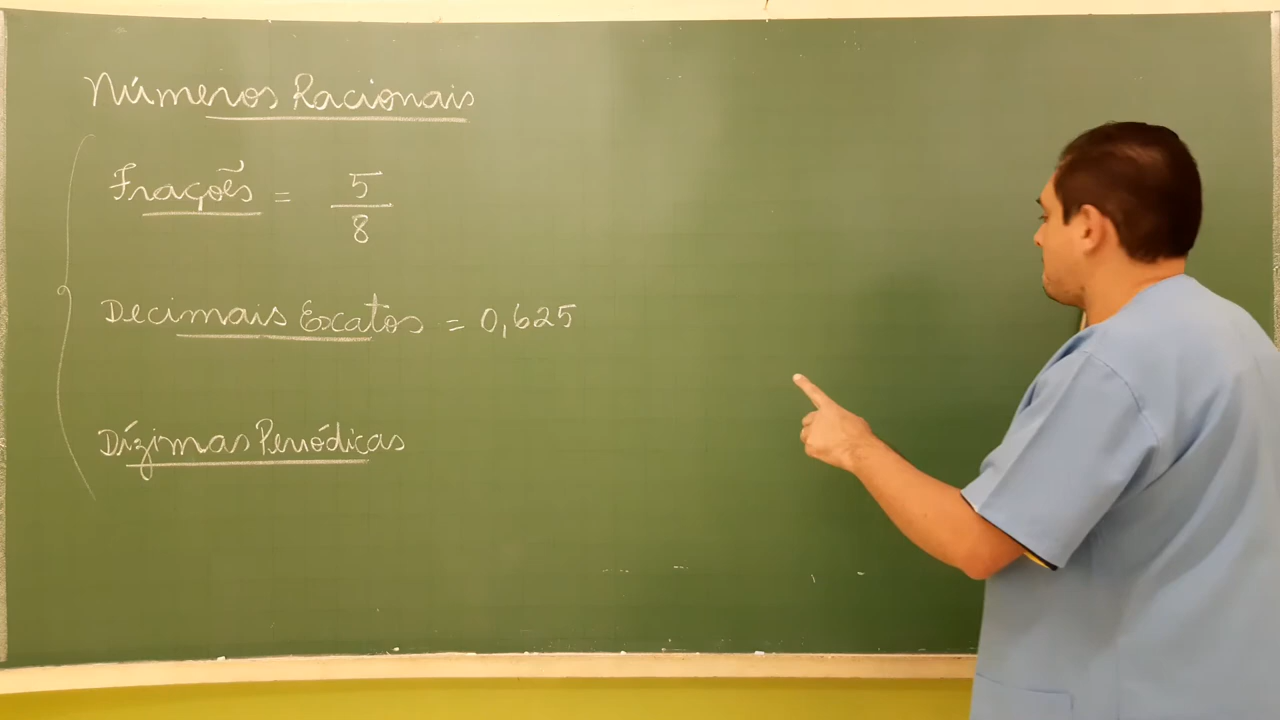 Números Racionais
Frações = 5/8
Decimais Exatos = 0,625
Dízimas Periódicas